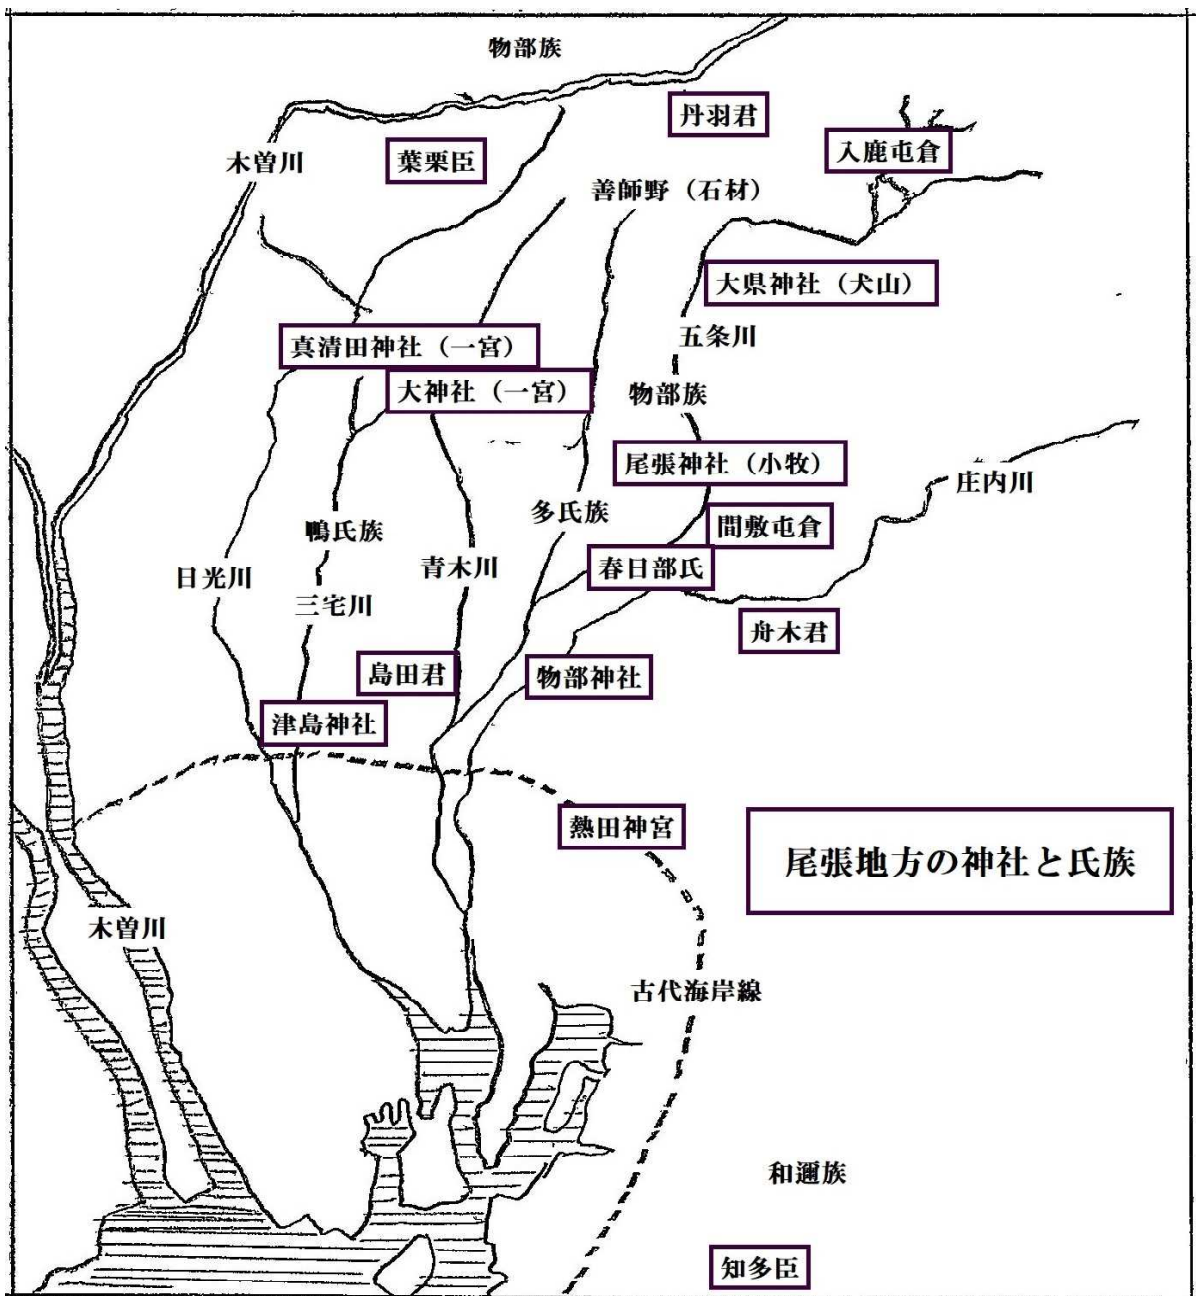 物部族
丹羽君
入鹿屯倉
木曽川
葉栗臣
善師野（石材）
大県神社（犬山）
五条川
真清田神社（一宮）
大神社（一宮）
物部族
尾張神社（小牧）
庄内川
鴨氏族
多氏族
間敷屯倉
日光川
青木川
春日部氏
三宅川
舟木君
島田君
物部神社
津島神社
熱田神宮
尾張地方の神社と氏族
木曽川
古代海岸線
和邇族
知多臣